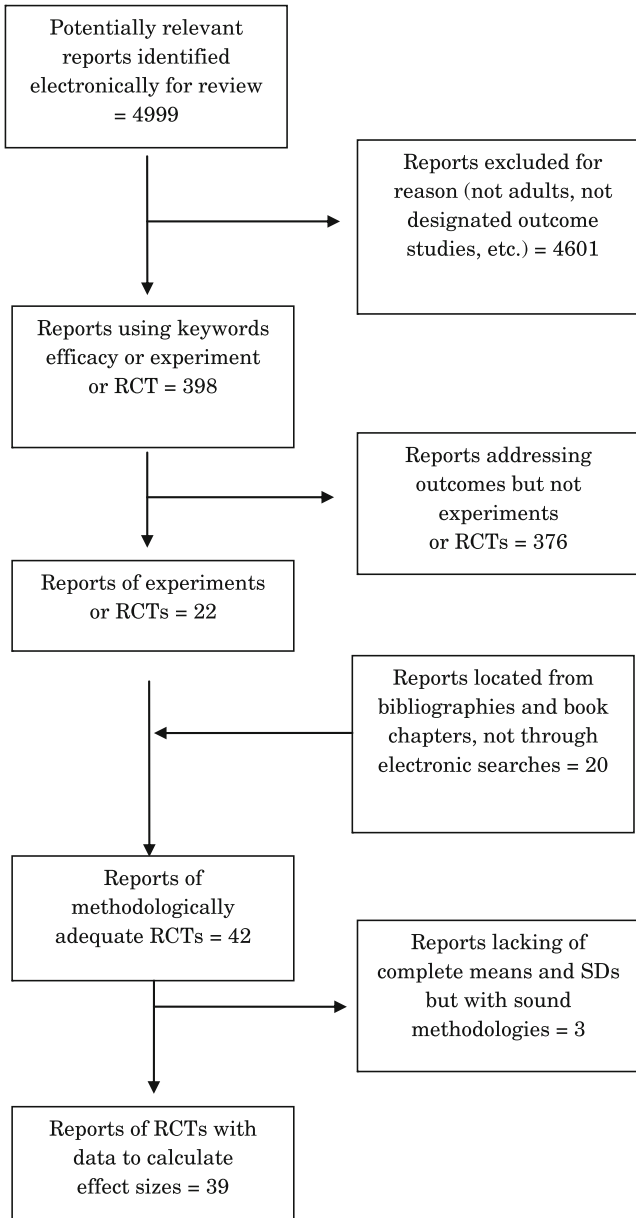 Potentially relevant
reports identified
electronically for review
= 4999
Reports excluded for
reason (not adults, not
designated outcome
studies, etc.) = 4601
Reports using keywords
efficacy or experiment
or RCT = 398
Reports addressing
outcomes but not
experiments
or RCTs = 376
Reports of experiments
or RCTs = 22
Reports located from
bibliographies and book
chapters, not through
electronic searches = 20
Reports of
methodologically
adequate RCTs = 42
Reports lacking of
complete means and SDs
but with sound
methodologies = 3
Reports of RCTs with
data to calculate
effect sizes = 39